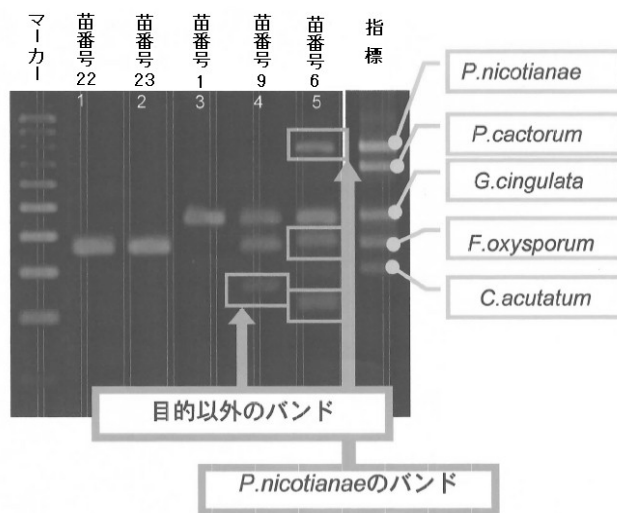 マーカー
苗番号22
苗番号23
苗番号1
苗番号9
苗番号6
指標
1
2
3
4
5
P.nicotianae
P.cactorum
G.cingulata
F.oxysporum
C.acutatum
目的以外のバンド
P.nicotianaeのバンド